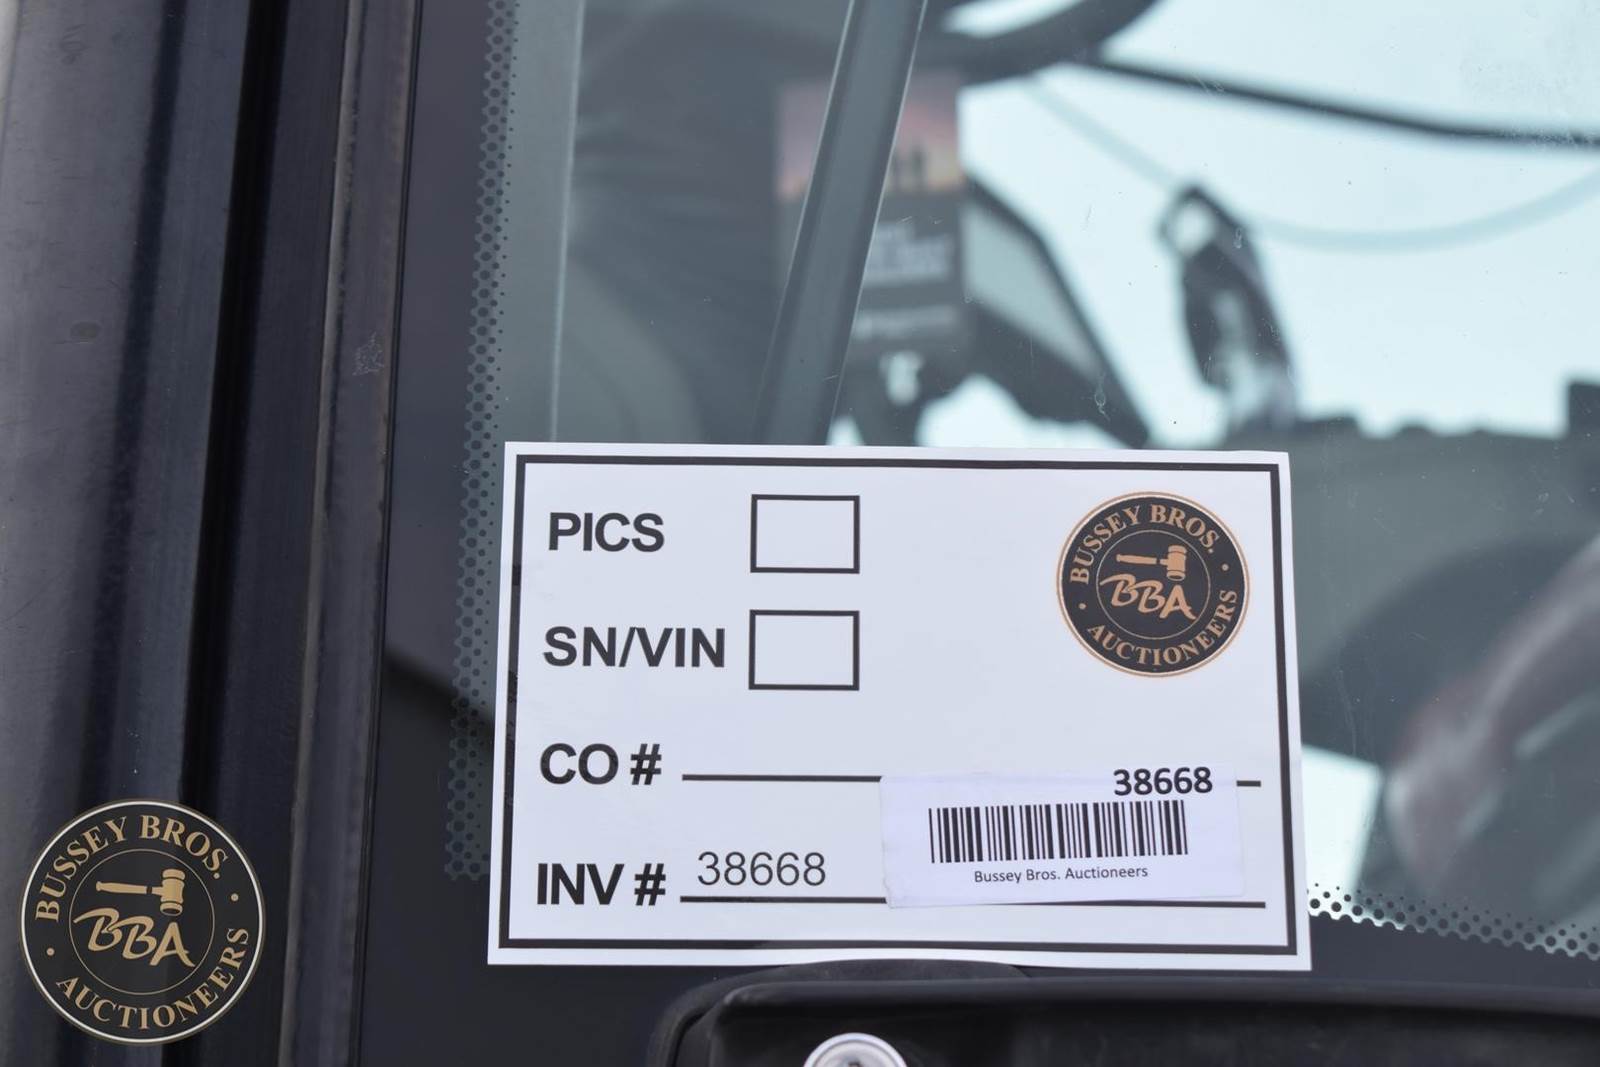 PICS
SN/VIN
BUSSEY BROS.
BBA
AUCTIONEERS
CO #
38668
INV # 38668
Bussey Bros. Auctioneers
BUSSEY BROS.
BBA
AUCTIONEERS